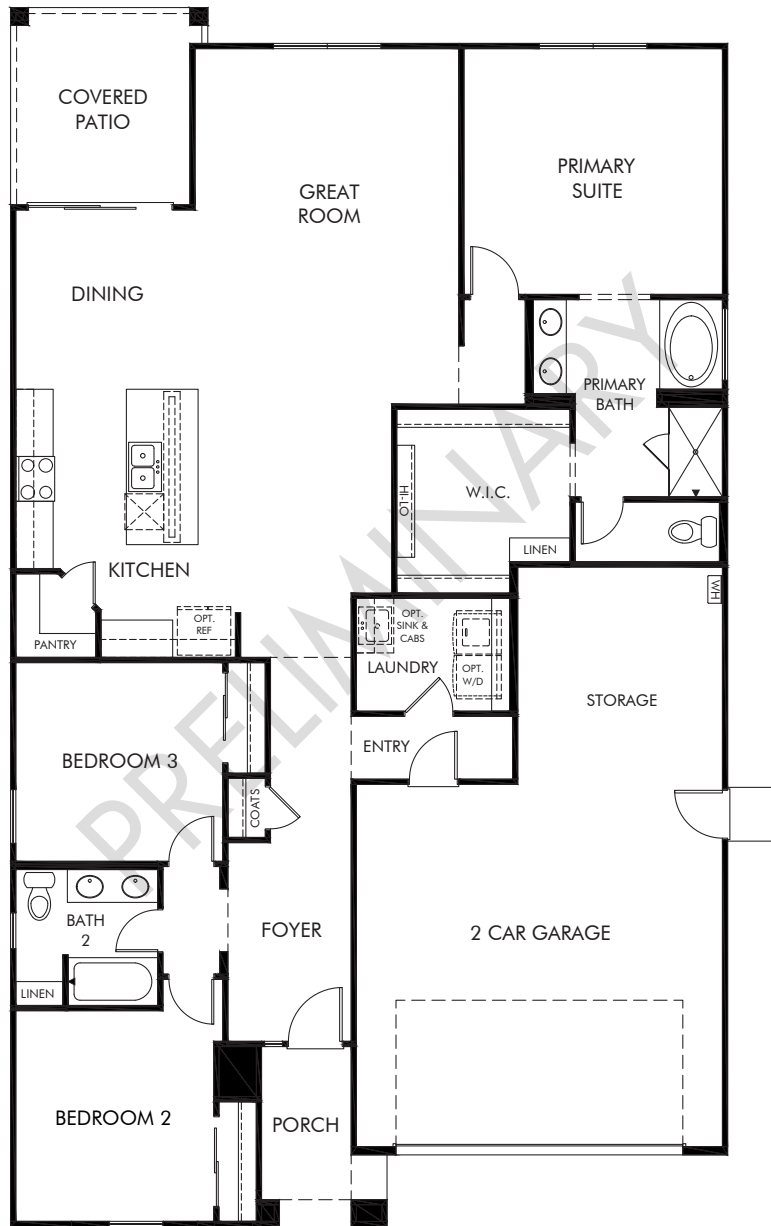 COVERED
PATIO
GREAT
ROOM
PRIMARY
SUITE
DINING
PRIMARY
BATH
W.I.C.
HI-LO
LINEN
KITCHEN
PANTRY
OPT.
REF
OPT.
SINK &
CABS
LAUNDRY
OPT.
W/D
WH
STORAGE
ENTRY
BEDROOM 3
COATS
BATH
2
LINEN
FOYER
2 CAR GARAGE
BEDROOM 2
PORCH
PRELIMINARY